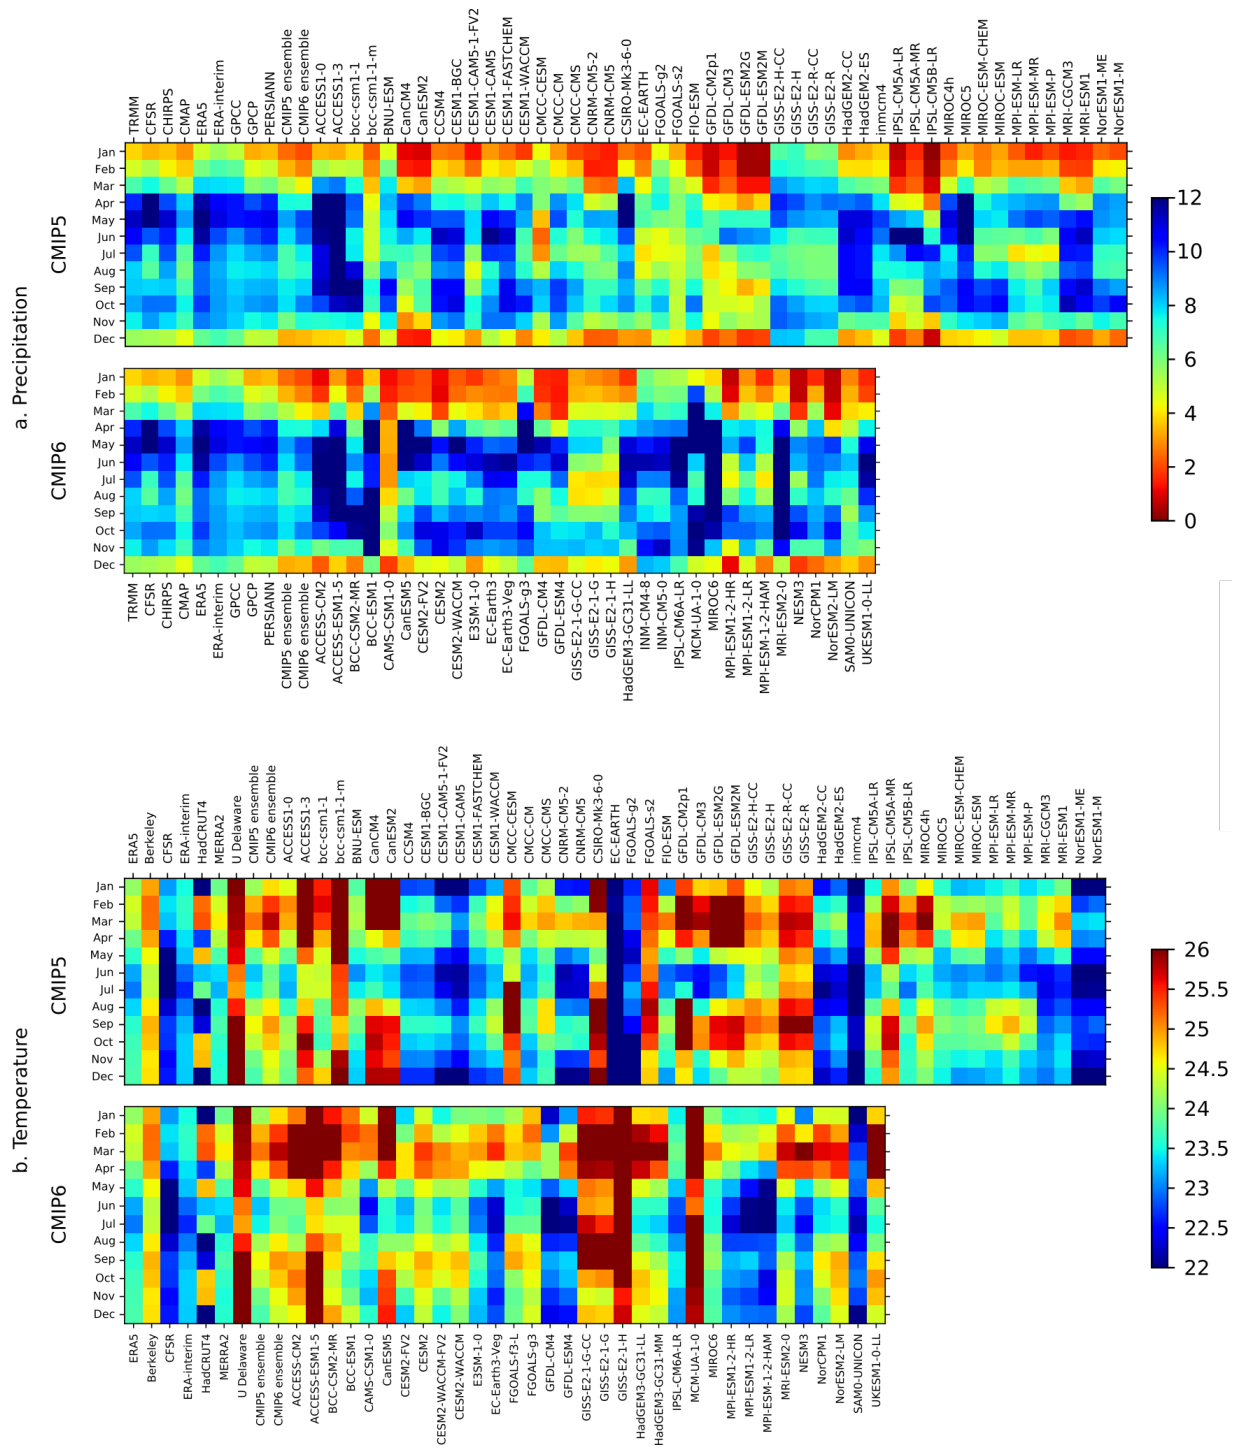 TRMM
CFSR
CHIRPS
CMAP
ERA5
ERA-interim
GPCC
GPCP
PERSIANN
CMIP5 ensemble
CMIP6 ensemble
ACCESS1-0
ACCESS1-3
bcc-csm1-1
bcc-csm1-1-m
BNU-ESM
CanCM4
CanESM2
CCSM4
CESM1-BGC
CESM1-CAM5-1-FV2
CESM1-CAM5
CESM1-FASTCHEM
CESM1-WACCM
CMCC-CESM
CMCC-CM
CMCC-CMS
CNRM-CM5-2
CNRM-CM5
CSIRO-Mk3-6-0
EC-EARTH
FGOALS-g2
FGOALS-s2
FIO-ESM
GFDL-CM2p1
GFDL-CM3
GFDL-ESM2G
GFDL-ESM2M
GISS-E2-H-CC
GISS-E2-H
GISS-E2-R-CC
GISS-E2-R
HadGEM2-CC
HadGEM2-ES
inmcm4
IPSL-CM5A-LR
IPSL-CM5A-MR
IPSL-CM5B-LR
MIROC4h
MIROC5
MIROC-ESM-CHEM
MIROC-ESM
MPI-ESM-LR
MPI-ESM-MR
MPI-ESM-P
MRI-CGCM3
MRI-ESM1
NorESM1-ME
NorESM1-M
a. Precipitation
CMIP5
Jan
Feb
Mar
Apr
May
Jun
Jul
Aug
Sep
Oct
Nov
Dec
CMIP6
Jan
Feb
Mar
Apr
May
Jun
Jul
Aug
Sep
Oct
Nov
Dec
12
10
8
6
4
2
0
TRMM
CFSR
CHIRPS
CMAP
ERA5
ERA-interim
GPCC
GPCP
PERSIANN
CMIP5 ensemble
CMIP6 ensemble
ACCESS-CM2
ACCESS-ESM1-5
BCC-CSM2-MR
BCC-ESM1
CAMS-CSM1-0
CanESM5
CESM2-FV2
CESM2
CESM2-WACCM
E3SM-1-0
EC-Earth3
EC-Earth3-Veg
FGOALS-g3
GFDL-CM4
GFDL-ESM4
GISS-E2-1-G-CC
GISS-E2-1-G
GISS-E2-1-H
HadGEM3-GC31-LL
INM-CM4-8
INM-CM5-0
IPSL-CM6A-LR
MCM-UA-1-0
MIROC6
MPI-ESM1-2-HR
MPI-ESM1-2-LR
MPI-ESM-1-2-HAM
MRI-ESM2-0
NESM3
NorCPM1
NorESM2-LM
SAM0-UNICON
UKESM1-0-LL
ERA5
Berkeley
CFSR
ERA-interim
HadCRUT4
MERRA2
U Delaware
CMIP5 ensemble
CMIP6 ensemble
ACCESS1-0
ACCESS1-3
bcc-csm1-1
bcc-csm1-1-m
BNU-ESM
CanCM4
CanESM2
CCSM4
CESM1-BGC
CESM1-CAM5-1-FV2
CESM1-CAM5
CESM1-FASTCHEM
CESM1-WACCM
CMCC-CESM
CMCC-CM
CMCC-CMS
CNRM-CM5-2
CNRM-CM5
CSIRO-Mk3-6-0
EC-EARTH
FGOALS-g2
FGOALS-s2
FIO-ESM
GFDL-CM2p1
GFDL-CM3
GFDL-ESM2G
GFDL-ESM2M
GISS-E2-H-CC
GISS-E2-H
GISS-E2-R-CC
GISS-E2-R
HadGEM2-CC
HadGEM2-ES
inmcm4
IPSL-CM5A-LR
IPSL-CM5A-MR
IPSL-CM5B-LR
MIROC4h
MIROC5
MIROC-ESM-CHEM
MIROC-ESM
MPI-ESM-LR
MPI-ESM-MR
MPI-ESM-P
MRI-CGCM3
MRI-ESM1
NorESM1-ME
NorESM1-M
b. Temperature
CMIP5
Jan
Feb
Mar
Apr
May
Jun
Jul
Aug
Sep
Oct
Nov
Dec
CMIP6
Jan
Feb
Mar
Apr
May
Jun
Jul
Aug
Sep
Oct
Nov
Dec
26
25.5
25
24.5
24
23.5
23
22.5
22
ERA5
Berkeley
CFSR
ERA-interim
HadCRUT4
MERRA2
U Delaware
CMIP5 ensemble
CMIP6 ensemble
ACCESS-CM2
ACCESS-ESM1-5
BCC-CSM2-MR
BCC-ESM1
CAMS-CSM1-0
CanESM5
CESM2-FV2
CESM2
CESM2-WACCM-FV2
CESM2-WACCM
E3SM-1-0
EC-Earth3-Veg
FGOALS-f3-L
FGOALS-g3
GFDL-CM4
GFDL-ESM4
GISS-E2-1-G-CC
GISS-E2-1-G
GISS-E2-1-H
HadGEM3-GC31-LL
HadGEM3-GC31-MM
IPSL-CM6A-LR
MCM-UA-1-0
MIROC6
MPI-ESM1-2-HR
MPI-ESM1-2-LR
MPI-ESM-1-2-HAM
MRI-ESM2-0
NESM3
NorCPM1
NorESM2-LM
SAM0-UNICON
UKESM1-0-LL